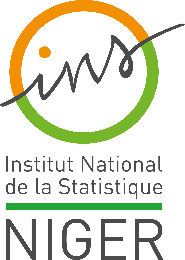 ins
Institut National
de la Statistique
NIGER